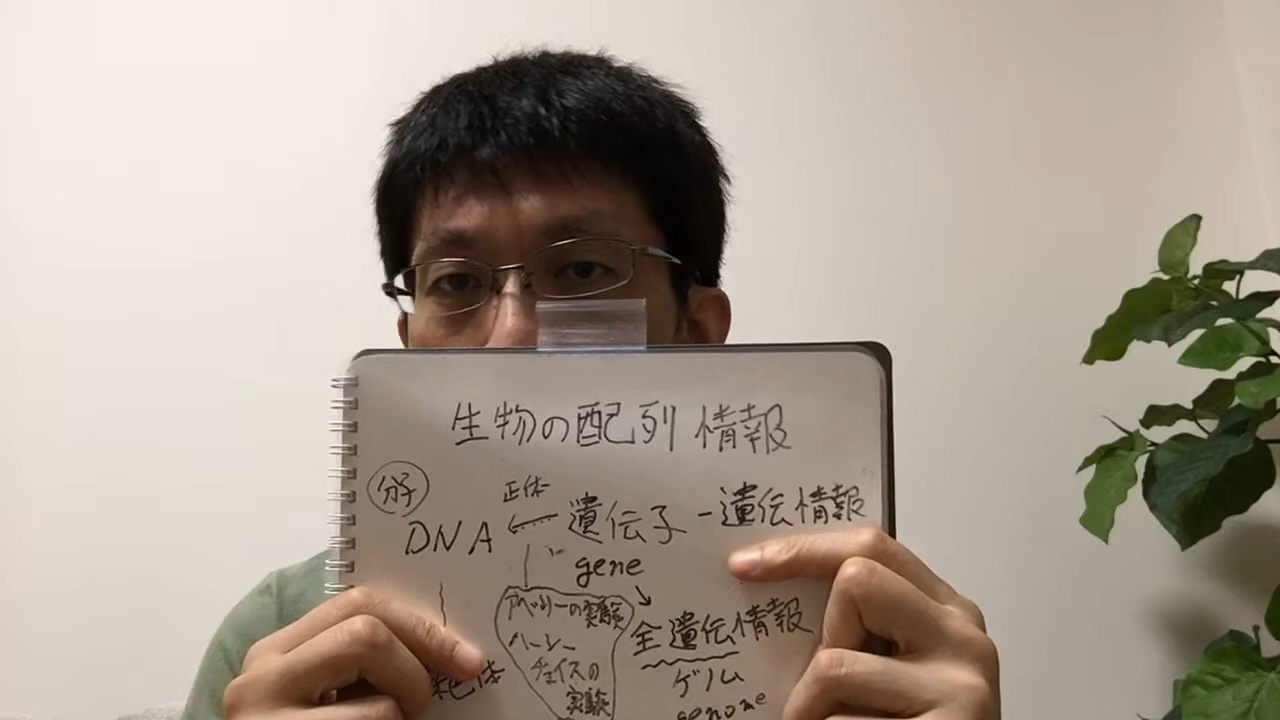 生物の配列情報
分子
正体
DNA ← 遺伝子 - 遺伝情報
gene
アベリーの実験
全遺伝情報
ハーシー
チェイスの
実験
ゲノム
genome